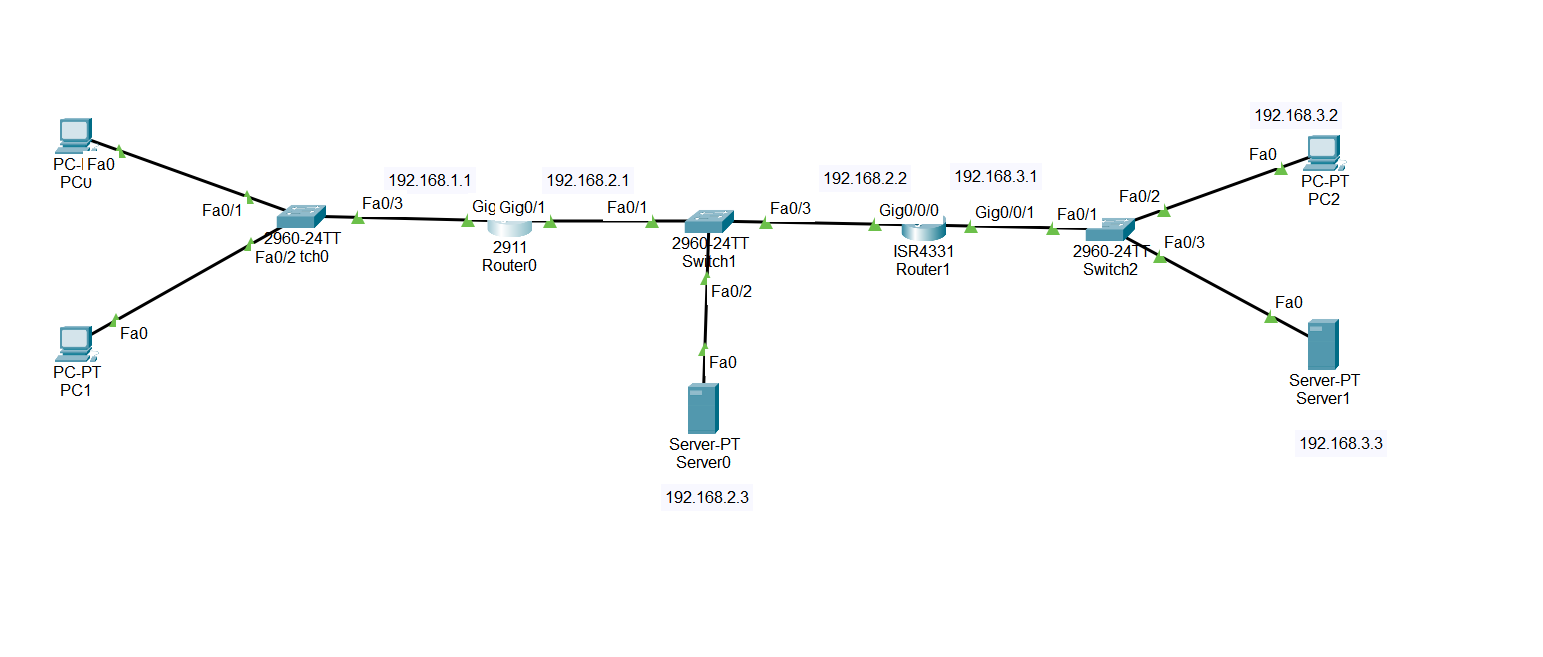 192.168.3.2
Fa0
PC-PT
PC2
Fa0
PC0
Fa0/1
Fa0/3
192.168.1.1
Gig
Gig0/1
192.168.2.1
Fa0/1
Fa0/3
192.168.2.2
Gig0/0/0
192.168.3.1
Gig0/0/1
Fa0/1
Fa0/2
2960-24TT
tch0
Fa0/2
2911
Router0
2960-24TT
Switch1
Fa0/2
ISR4331
Router1
2960-24TT
Switch2
Fa0/3
Fa0
PC-PT
PC1
Fa0
Server-PT
Server0
192.168.2.3
Fa0
Server-PT
Server1
192.168.3.3